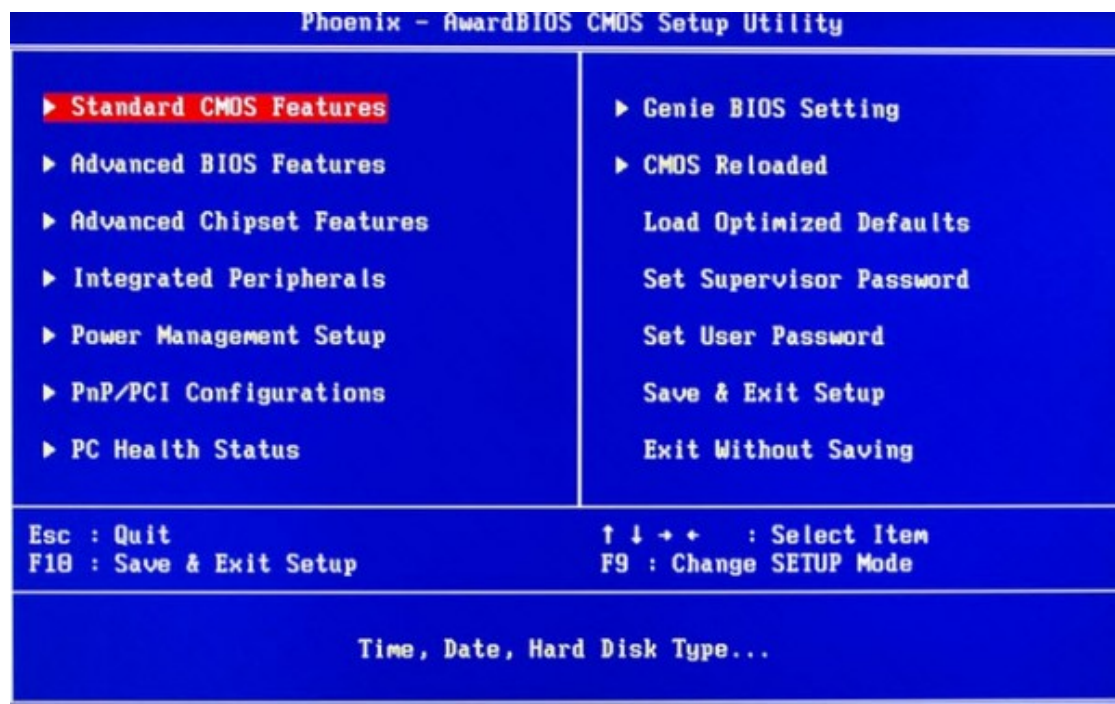 Phoenix - AwardBIOS CMOS Setup Utility
▶ Standard CMOS Features
▶ Advanced BIOS Features
▶ Advanced Chipset Features
▶ Integrated Peripherals
▶ Power Management Setup
▶ PnP/PCI Configurations
▶ PC Health Status
▶ Genie BIOS Setting
▶ CMOS Reloaded
Load Optimized Defaults
Set Supervisor Password
Set User Password
Save & Exit Setup
Exit Without Saving
Esc : Quit
F10 : Save & Exit Setup
↑ ↓ → ← : Select Item
F9 : Change SETUP Mode
Time, Date, Hard Disk Type...